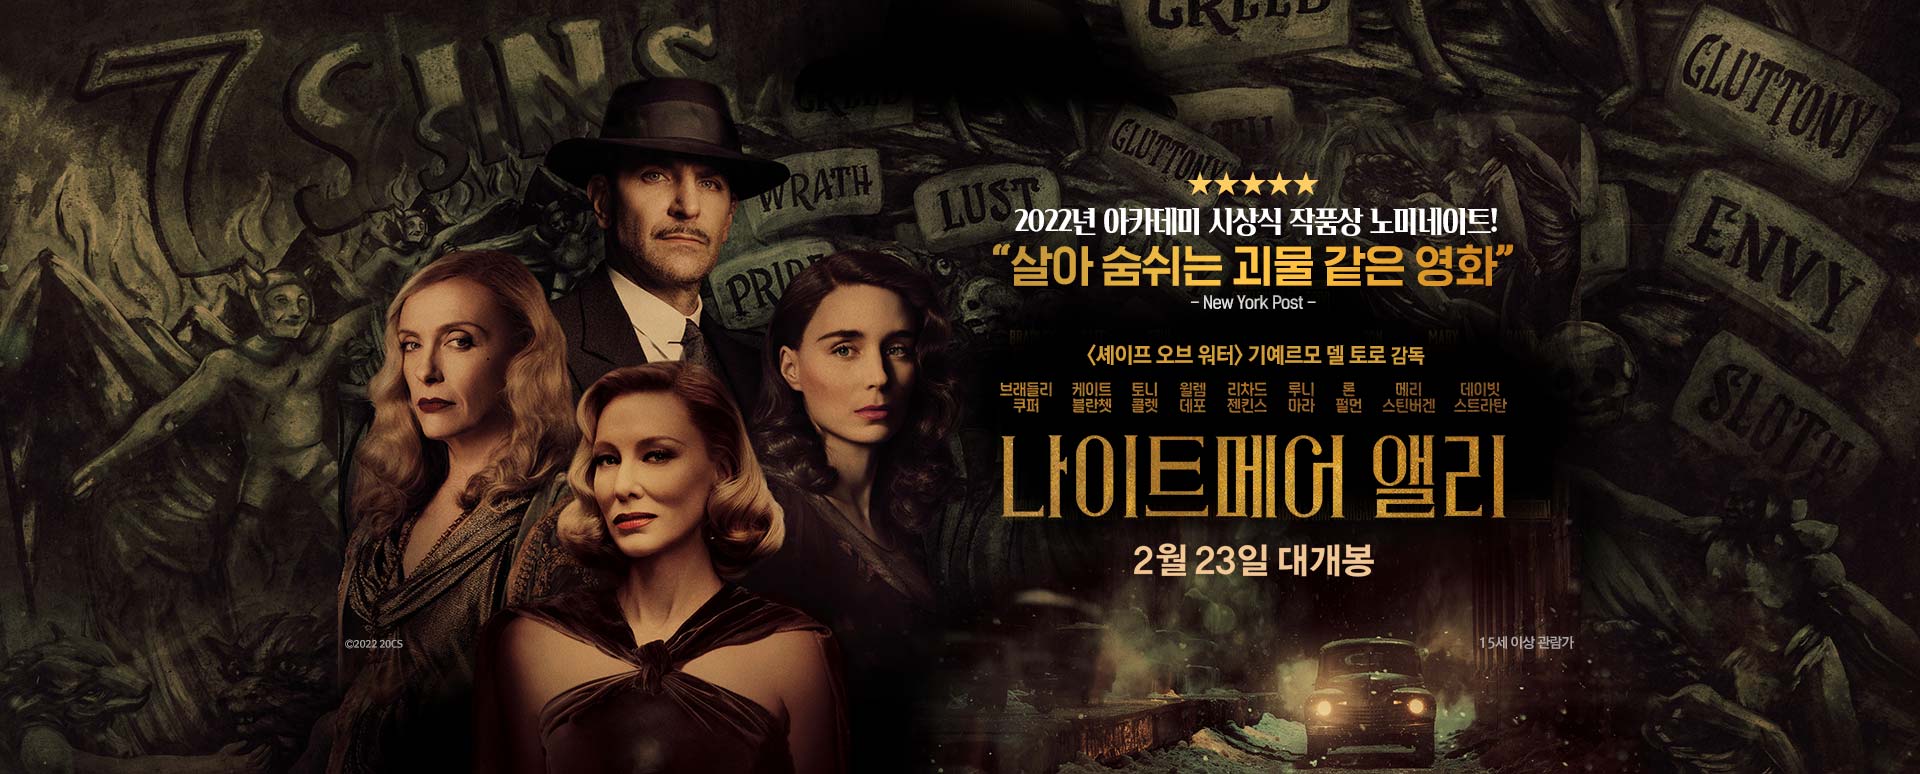 7 SINS
GREED
GREED
GLUTTONY
GLUTTONY
WRATH
LUST
PRIDE
ENVY
SLOTH
★★★★★
2022년 아카데미 시상식 작품상 노미네이트!
“살아 숨쉬는 괴물 같은 영화”
– New York Post –
〈셰이프 오브 워터〉 기예르모 델 토로 감독
브래들리 쿠퍼 케이트 블란쳇 토니 콜렛 윌렘 데포 리차드 젠킨스 루니 마라 론 펄먼 메리 스틴버겐 데이빗 스트라탄
나이트메어 앨리
2월 23일 대개봉
©2022 20CS
15세 이상 관람가